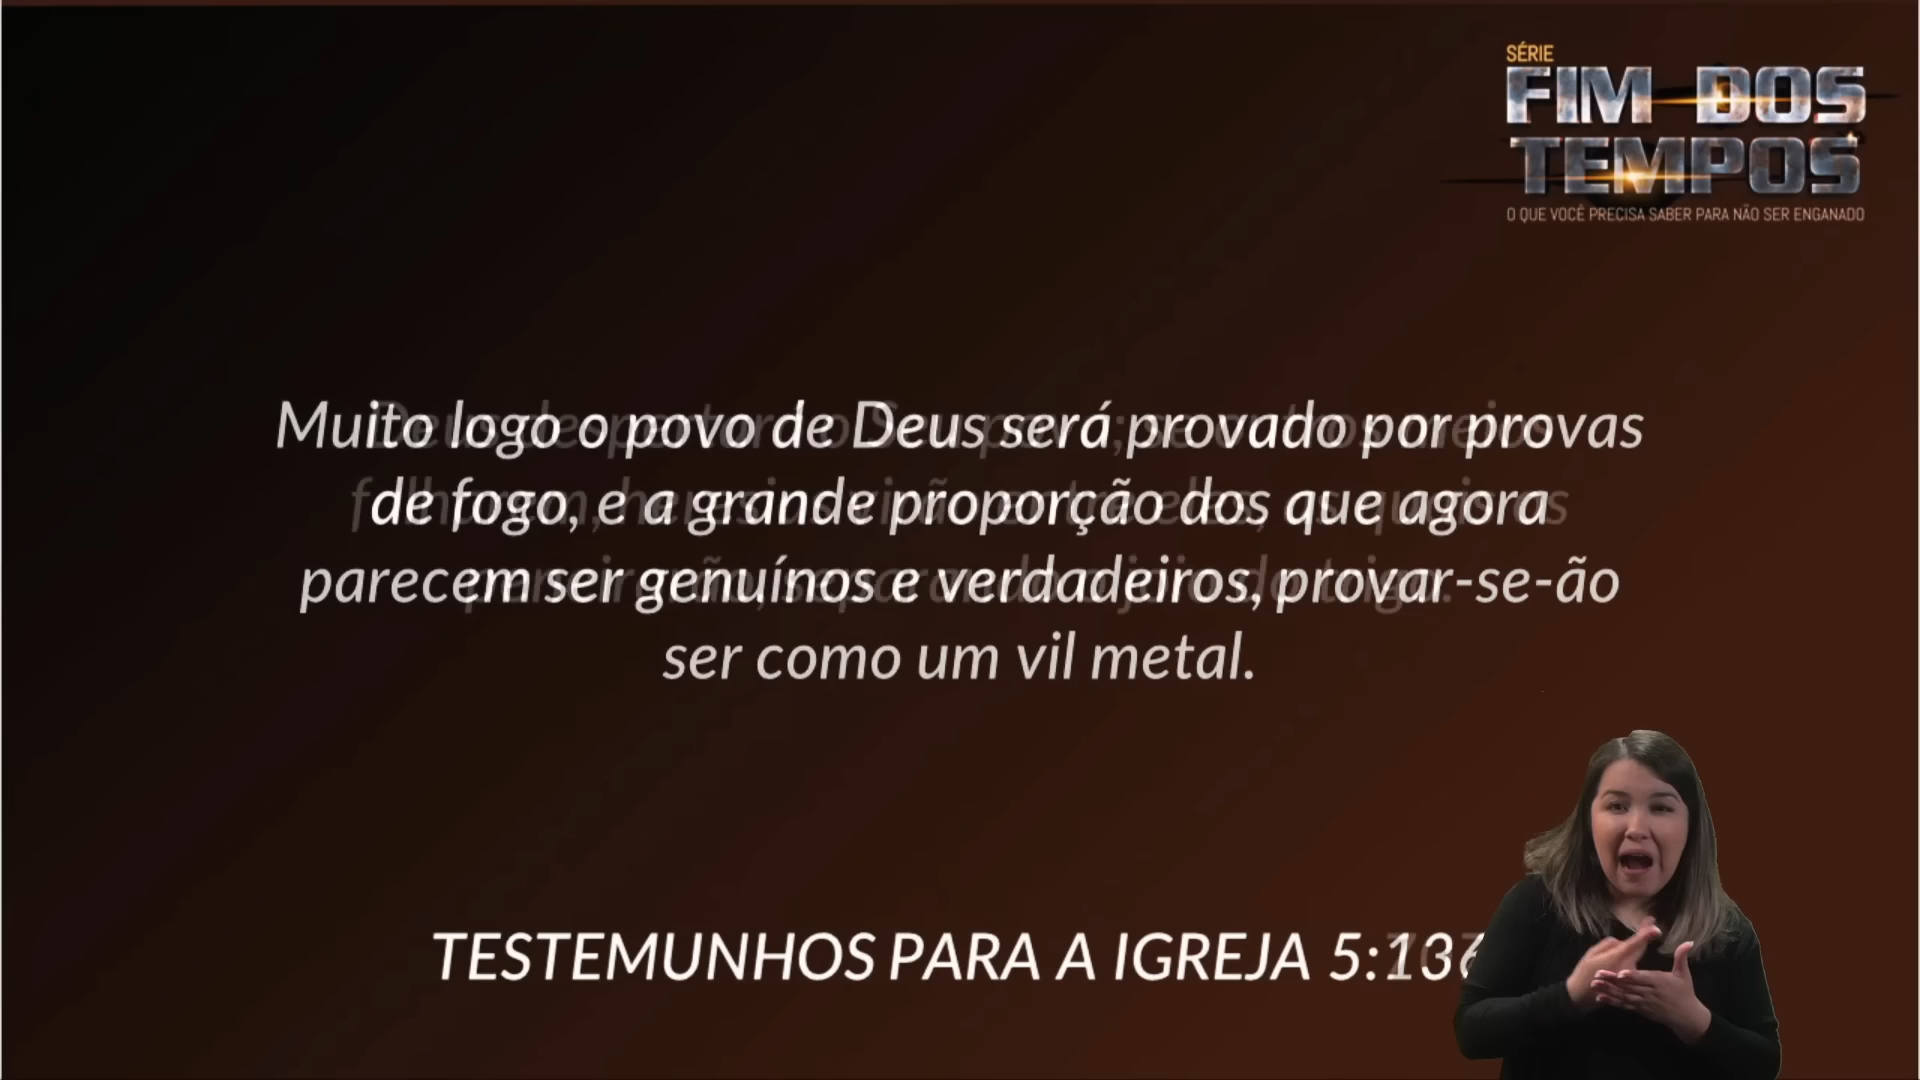 SÉRIE
FIM DOS
TEMPOS
O QUE VOCÊ PRECISA SABER PARA NÃO SER ENGANADO
Muito logo o povo de Deus será provado por provas
de fogo, e a grande proporção dos que agora
parecem ser genuínos e verdadeiros, provar-se-ão
ser como um vil metal.
TESTEMUNHOS PARA A IGREJA 5:136